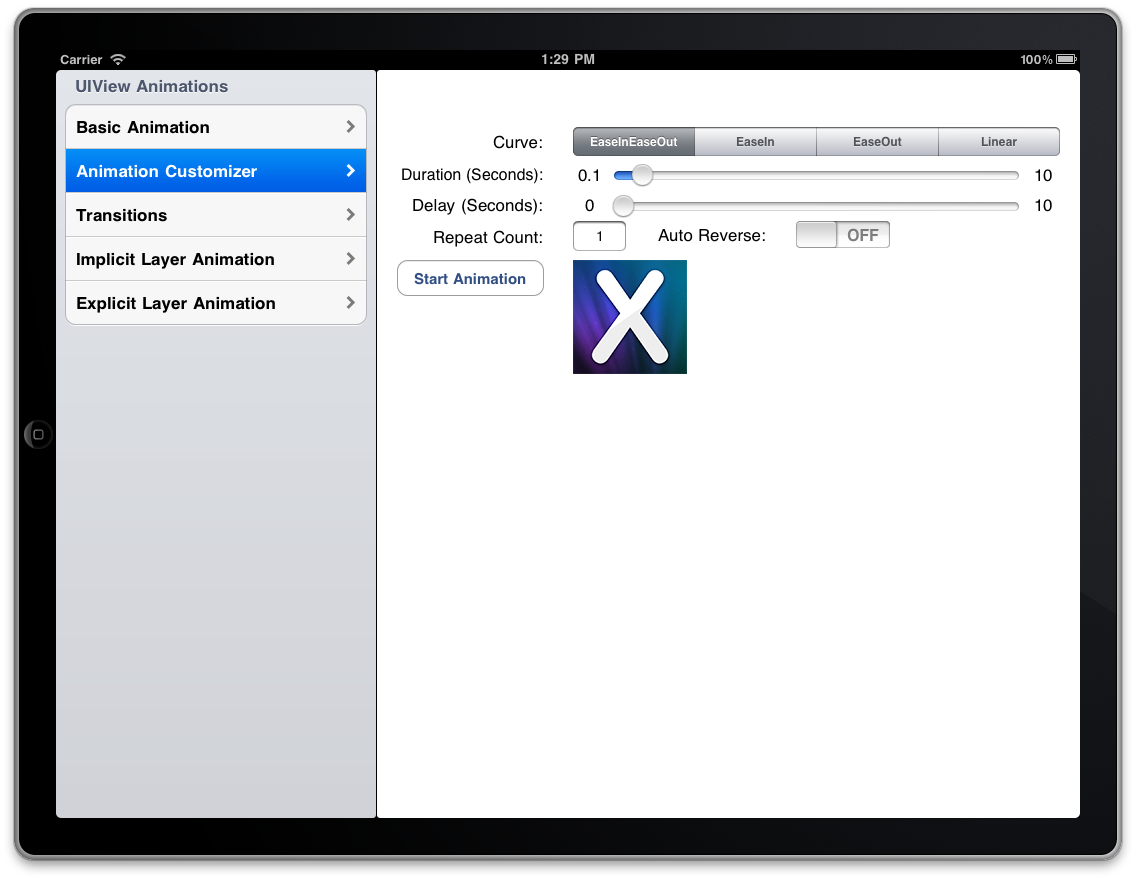 Carrier 1:29 PM 100%
UIView Animations
Basic Animation
Animation Customizer
Transitions
Implicit Layer Animation
Explicit Layer Animation
Curve: EaseInEaseOut EaseIn EaseOut Linear
Duration (Seconds): 0.1 10
Delay (Seconds): 0 10
Repeat Count: 1 Auto Reverse: OFF
Start Animation
X